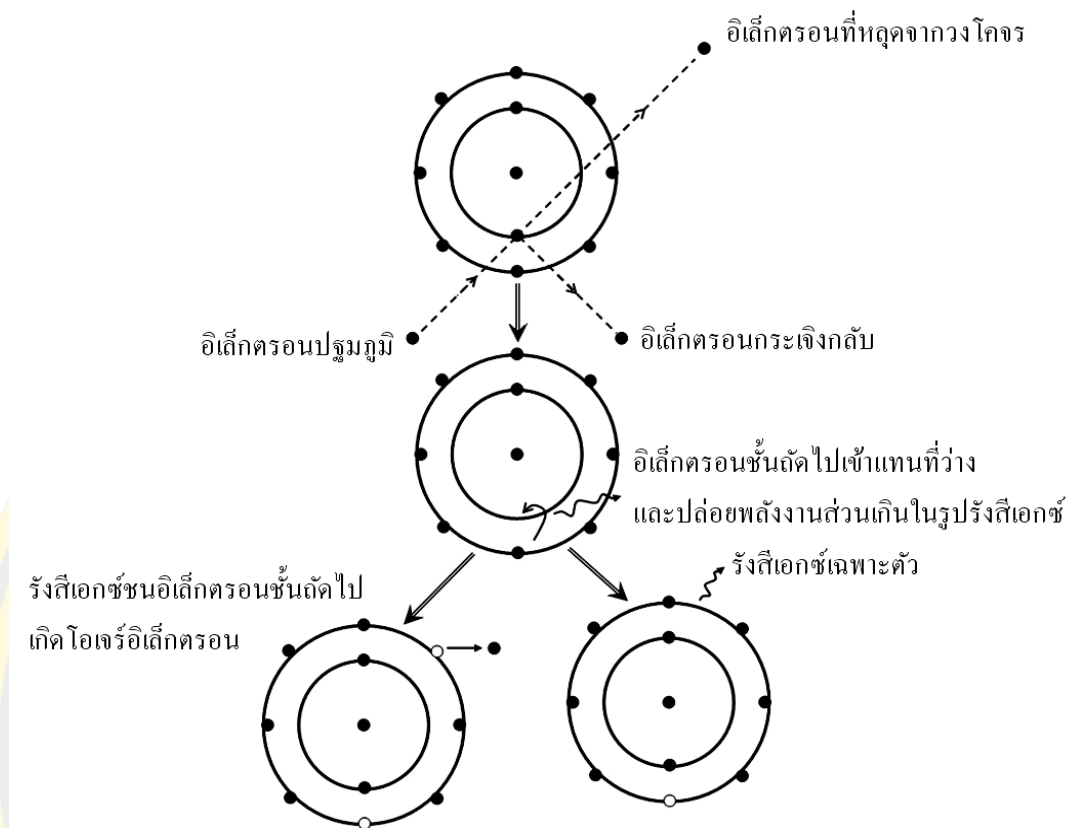 อิเล็กตรอนที่หลุดจากวงโคจร
อิเล็กตรอนปฐมภูมิ
อิเล็กตรอนกระเจิงกลับ
อิเล็กตรอนชั้นถัดไปเข้าแทนที่ว่าง
และปล่อยพลังงานส่วนเกินในรูปรังสีเอกซ์
รังสีเอกซ์เฉพาะตัว
รังสีเอกซ์ชนอิเล็กตรอนชั้นถัดไป
เกิดโอเจร์อิเล็กตรอน